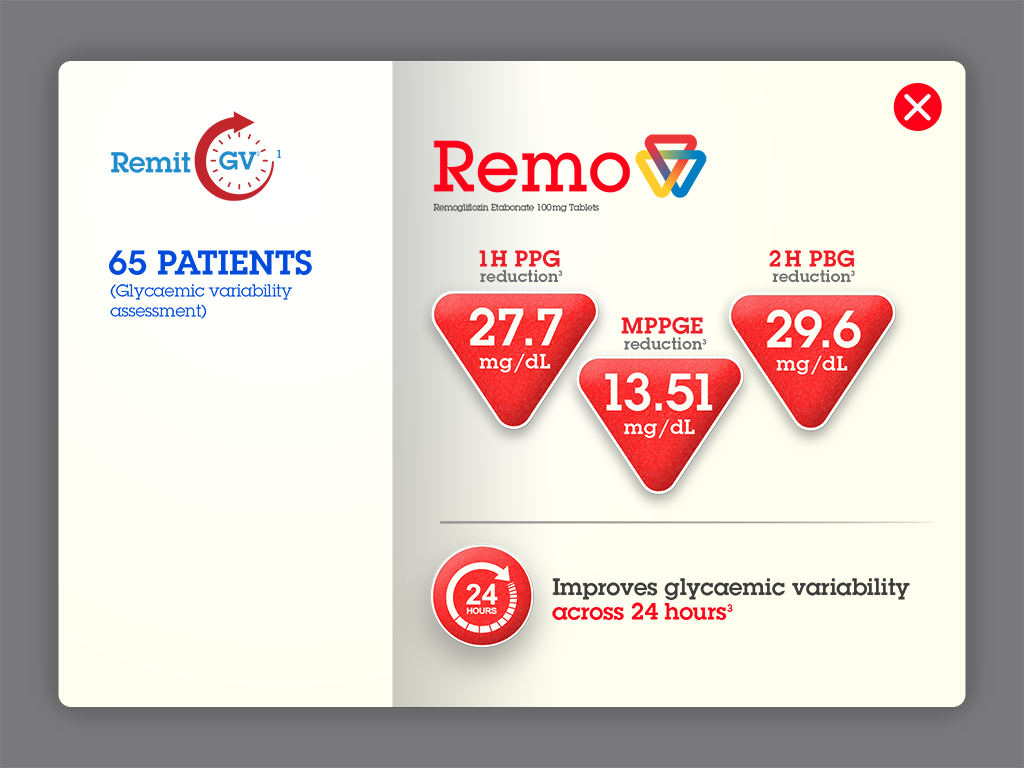 Remit GV 1
65 PATIENTS
(Glycaemic variability
assessment)
Remo
Remogliflozin Etabonate 100mg Tablets
1H PPG
reduction³
27.7
mg/dL
MPPGE
reduction³
13.51
mg/dL
2H PBG
reduction³
29.6
mg/dL
24
HOURS
Improves glycaemic variability
across 24 hours³